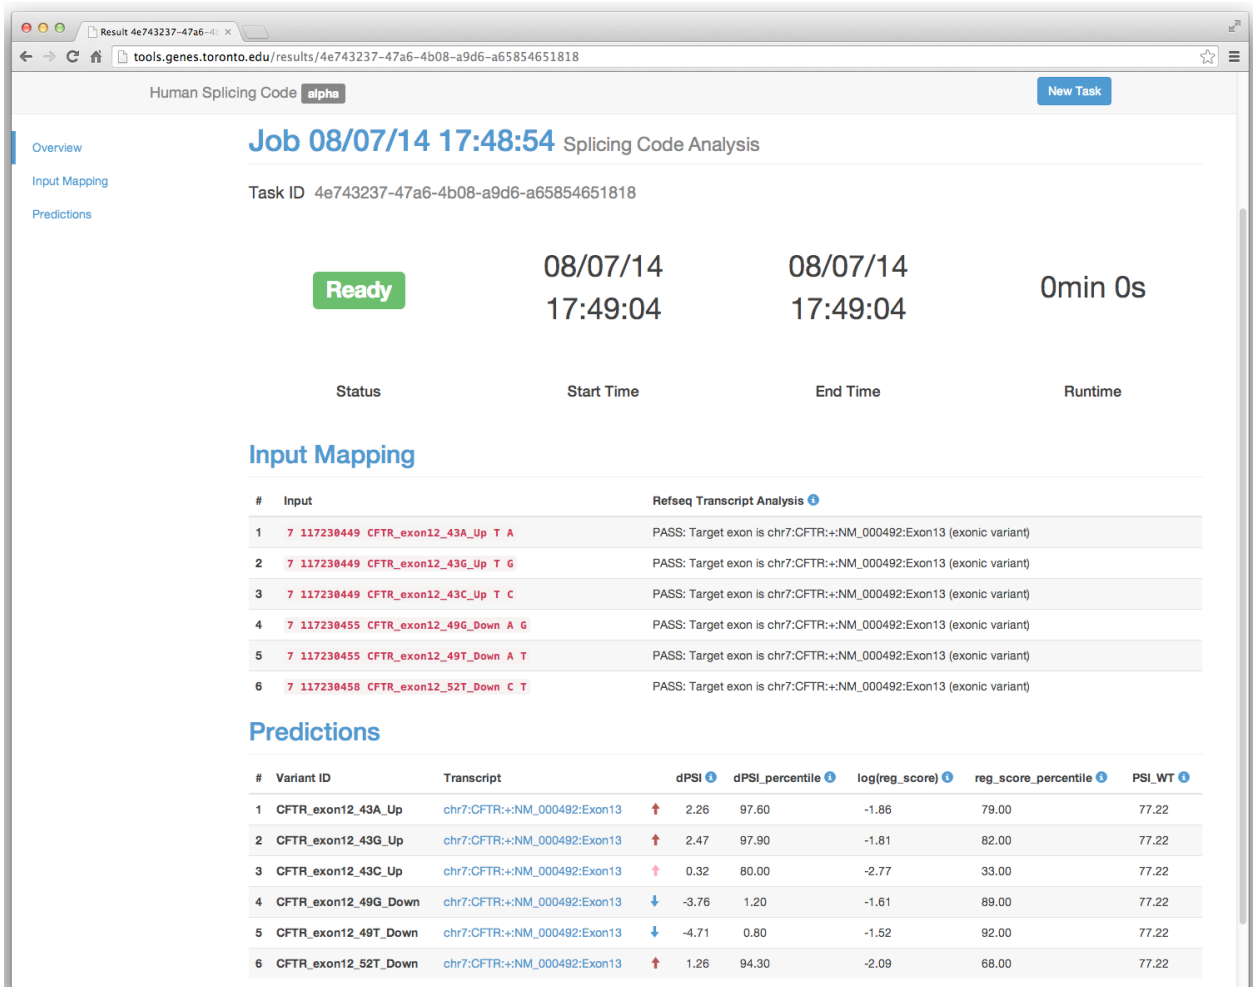 Result 4e743237-47a6-4
tools.genes.toronto.edu/results/4e743237-47a6-4b08-a9d6-a65854651818
Human Splicing Code alpha New Task
Overview
Input Mapping
Predictions
Job 08/07/14 17:48:54 Splicing Code Analysis
Task ID 4e743237-47a6-4b08-a9d6-a65854651818
Ready 08/07/14 17:49:04 08/07/14 17:49:04 0min 0s
Status Start Time End Time Runtime
Input Mapping
# Input Refseq Transcript Analysis
1 7 117230449 CFTR_exon12_43A_Up T A PASS: Target exon is chr7:CFTR:+:NM_000492:Exon13 (exonic variant)
2 7 117230449 CFTR_exon12_43G_Up T G PASS: Target exon is chr7:CFTR:+:NM_000492:Exon13 (exonic variant)
3 7 117230449 CFTR_exon12_43C_Up T C PASS: Target exon is chr7:CFTR:+:NM_000492:Exon13 (exonic variant)
4 7 117230455 CFTR_exon12_49G_Down A G PASS: Target exon is chr7:CFTR:+:NM_000492:Exon13 (exonic variant)
5 7 117230455 CFTR_exon12_49T_Down A T PASS: Target exon is chr7:CFTR:+:NM_000492:Exon13 (exonic variant)
6 7 117230458 CFTR_exon12_52T_Down C T PASS: Target exon is chr7:CFTR:+:NM_000492:Exon13 (exonic variant)
Predictions
# Variant ID Transcript dPSI dPSI_percentile log(reg_score) reg_score_percentile PSI_WT
1 CFTR_exon12_43A_Up chr7:CFTR:+:NM_000492:Exon13 2.26 97.60 -1.86 79.00 77.22
2 CFTR_exon12_43G_Up chr7:CFTR:+:NM_000492:Exon13 2.47 97.90 -1.81 82.00 77.22
3 CFTR_exon12_43C_Up chr7:CFTR:+:NM_000492:Exon13 0.32 80.00 -2.77 33.00 77.22
4 CFTR_exon12_49G_Down chr7:CFTR:+:NM_000492:Exon13 -3.76 1.20 -1.61 89.00 77.22
5 CFTR_exon12_49T_Down chr7:CFTR:+:NM_000492:Exon13 -4.71 0.80 -1.52 92.00 77.22
6 CFTR_exon12_52T_Down chr7:CFTR:+:NM_000492:Exon13 1.26 94.30 -2.09 68.00 77.22